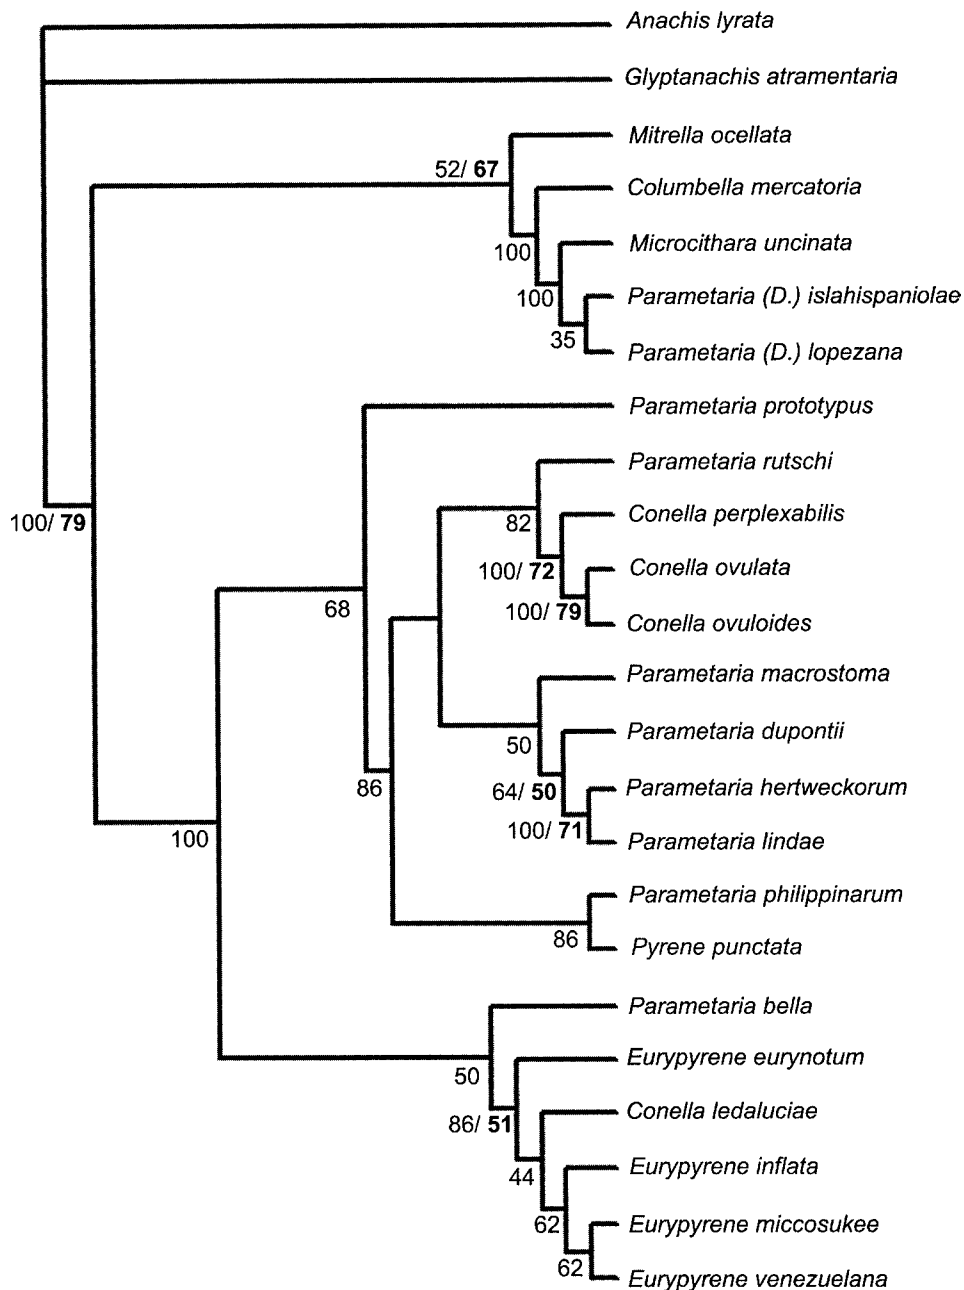 Anachis lyrata
Glyptanachis atramentaria
Mitrella ocellata
52/ 67
Columbella mercatoria
Microcithara uncinata
100
Parametaria (D.) islahispaniolae
100
35
Parametaria (D.) lopezana
Parametaria prototypus
Parametaria rutschi
Conella perplexabilis
82
100/ 79
Conella ovulata
100/ 72
68
100/ 79
Conella ovuloides
Parametaria macrostoma
Parametaria dupontii
50
86
64/ 50
Parametaria hertweckorum
100/ 71
100
Parametaria lindae
Parametaria philippinarum
86
Pyrene punctata
Parametaria bella
Eurypyrene eurynotum
50
Conella ledaluciae
86/ 51
Eurypyrene inflata
44
62
Eurypyrene miccosukee
62
Eurypyrene venezuelana